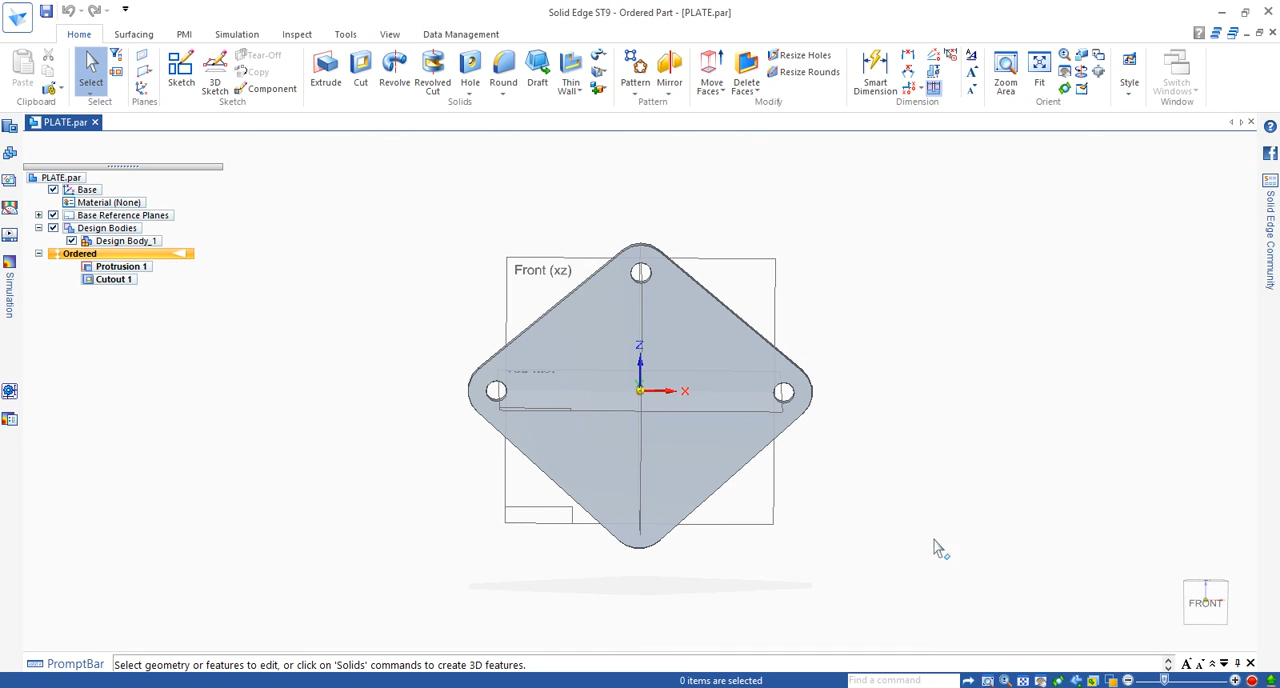 Solid Edge ST9 - Ordered Part - [PLATE.par]
Home Surfacing PMI Simulation Inspect Tools View Data Management
Paste
Clipboard
Select
Select
Planes
Sketch
3D Sketch
Tear-Off
Copy
Component
Sketch
Extrude
Cut
Revolve
Revolved Cut
Hole
Round
Draft
Thin Wall
Solids
Pattern
Mirror
Pattern
Move Faces
Delete Faces
Resize Holes
Resize Rounds
Modify
Smart Dimension
Dimension
Zoom Area
Fit
Orient
Style
Switch Windows
Window
PLATE.par
PLATE.par
Base
Material (None)
Base Reference Planes
Design Bodies
Design Body_1
Ordered
Protrusion 1
Cutout 1
Simulation
Solid Edge Community
Front (xz)
Z
X
FRONT
PromptBar
Select geometry or features to edit, or click on 'Solids' commands to create 3D features.
0 items are selected
Find a command